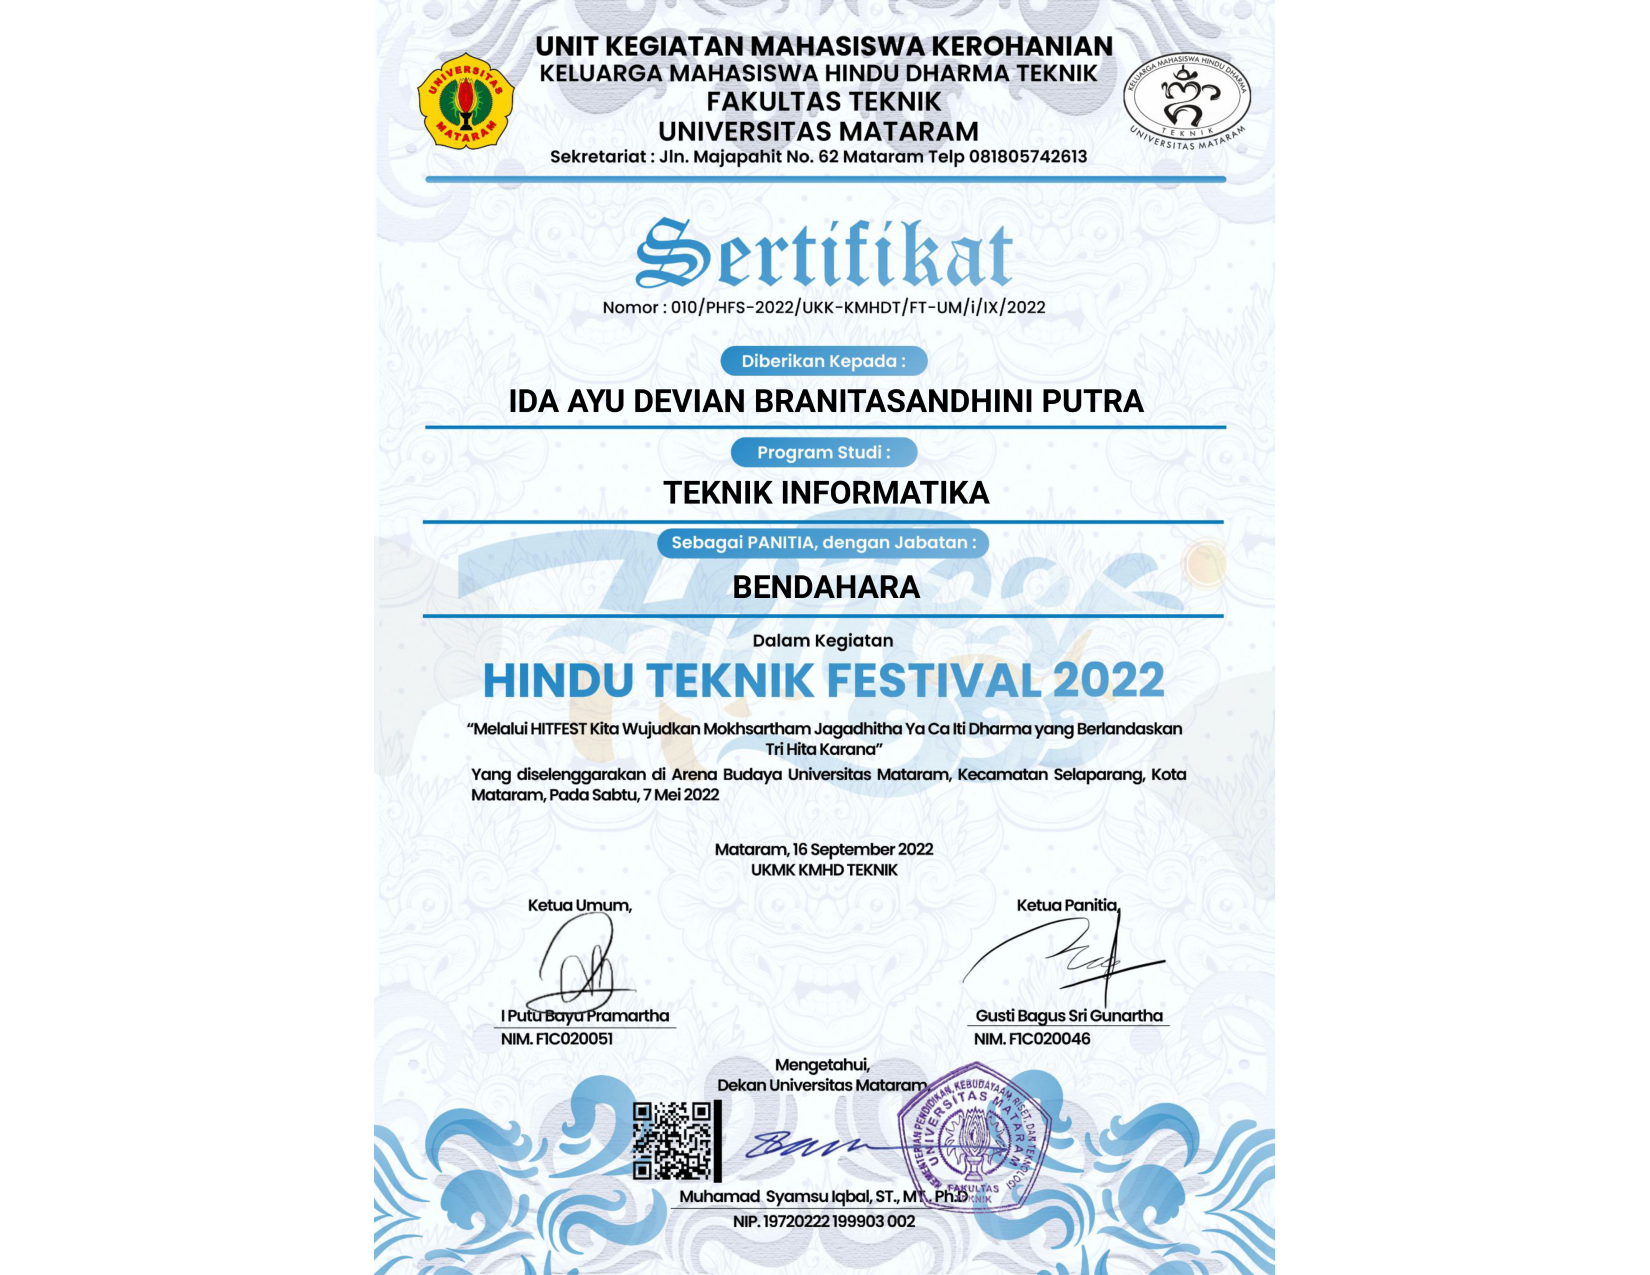 UNIT KEGIATAN MAHASISWA KEROHANIAN
KELUARGA MAHASISWA HINDU DHARMA TEKNIK
FAKULTAS TEKNIK
UNIVERSITAS MATARAM
Sekretariat : Jln. Majapahit No. 62 Mataram Telp 081805742613
UNIVERSITAS
MATARAM
KELUARGA MAHASISWA HINDU DHARMA
TEKNIK
UNIVERSITAS MATARAM
Sertifikat
Nomor : 010/PHFS-2022/UKK-KMHDT/FT-UM/i/IX/2022
Diberikan Kepada :
IDA AYU DEVIAN BRANITASANDHINI PUTRA
Program Studi :
TEKNIK INFORMATIKA
Sebagai PANITIA, dengan Jabatan :
BENDAHARA
Dalam Kegiatan
HINDU TEKNIK FESTIVAL 2022
“Melalui HITFEST Kita Wujudkan Mokhsartham Jagadhitha Ya Ca Iti Dharma yang Berlandaskan
Tri Hita Karana”
Yang diselenggarakan di Arena Budaya Universitas Mataram, Kecamatan Selaparang, Kota
Mataram, Pada Sabtu, 7 Mei 2022
Mataram, 16 September 2022
UKMK KMHD TEKNIK
Ketua Umum,
I Putu Bayu Pramartha
NIM. F1C020051
Ketua Panitia,
Gusti Bagus Sri Gunartha
NIM. F1C020046
Mengetahui,
Dekan Universitas Mataram,
KEMENTERIAN PENDIDIKAN, KEBUDAYAAN, RISET, DAN TEKNOLOGI
UNIVERSITAS MATARAM
FAKULTAS
TEKNIK
Muhamad Syamsu Iqbal, ST., MT., Ph.D
NIP. 19720222 199903 002